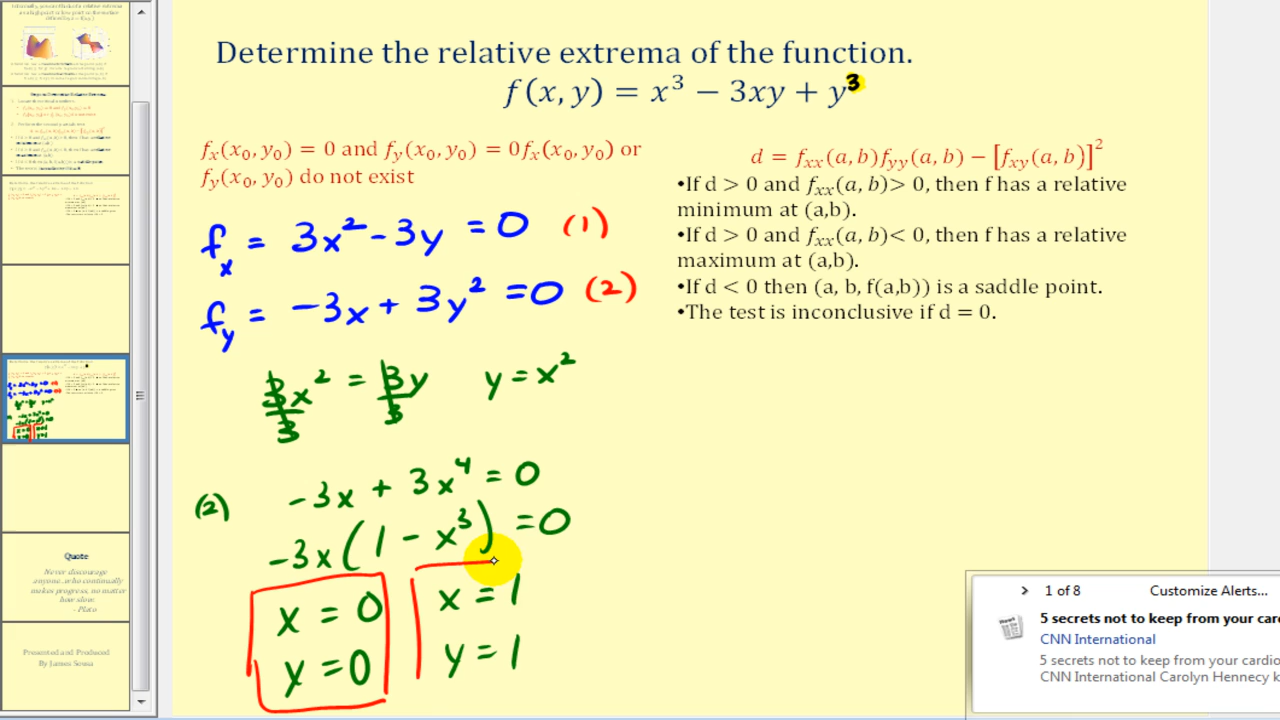 Determine the relative extrema of the function.
f(x, y) = x³ − 3xy + y³
fx(x₀, y₀) = 0 and fy(x₀, y₀) = 0fx(x₀, y₀) or
fy(x₀, y₀) do not exist
fx = 3x² - 3y = 0 (1)
fy = -3x + 3y² = 0 (2)
3x²/3 = 3y/3 y = x²
(2) -3x + 3x⁴ = 0
-3x(1 - x³) = 0
x = 0 x = 1
y = 0 y = 1
d = fxx(a, b)fyy(a, b) − [fxy(a, b)]²
•If d > 0 and fxx(a, b)> 0, then f has a relative
minimum at (a,b).
•If d > 0 and fxx(a, b)< 0, then f has a relative
maximum at (a,b).
•If d < 0 then (a, b, f(a,b)) is a saddle point.
•The test is inconclusive if d = 0.
Quote
Never discourage
anyone..who continually
makes progress, no matter
how slow.
- Plato
Presented and Produced
By James Sousa
1 of 8 Customize Alerts...
5 secrets not to keep from your card
CNN International
5 secrets not to keep from your cardio
CNN International Carolyn Hennecy k